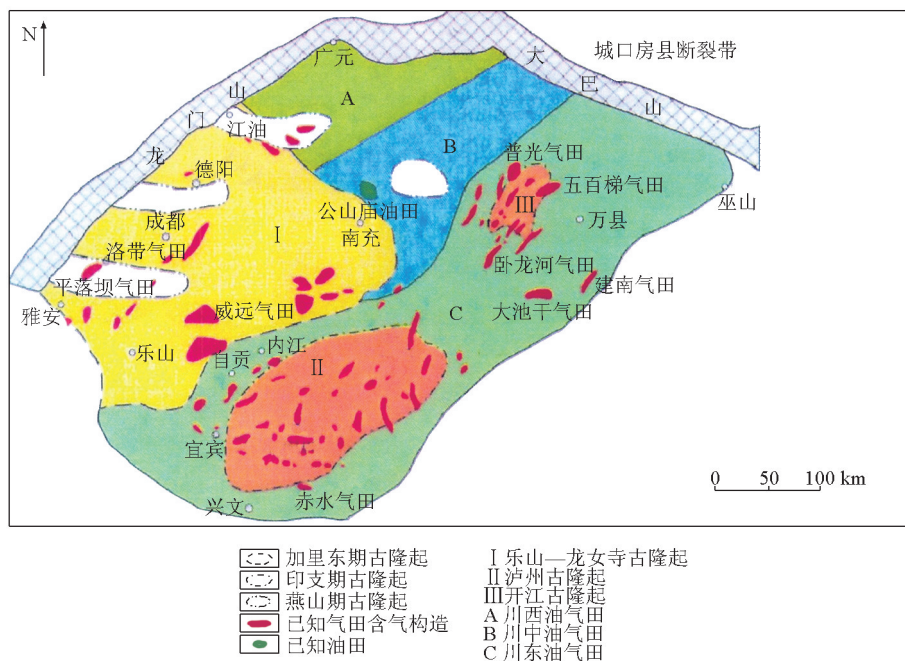 N
城口房县断裂带
大
巴
山
广元
A
山
门
龙
江油
B
德阳
普光气田
五百梯气田
巫山
Ⅲ
万县
成都
Ⅰ
公山庙油田
南充
洛带气田
卧龙河气田
平落坝气田
建南气田
雅安
威远气田
C
大池干气田
乐山
内江
自贡
Ⅱ
宜宾
兴文
赤水气田
0 50 100 km
加里东期古隆起
印支期古隆起
燕山期古隆起
已知气田含气构造
已知油田
Ⅰ乐山—龙女寺古隆起
Ⅱ泸州古隆起
Ⅲ开江古隆起
A 川西油气田
B 川中油气田
C 川东油气田